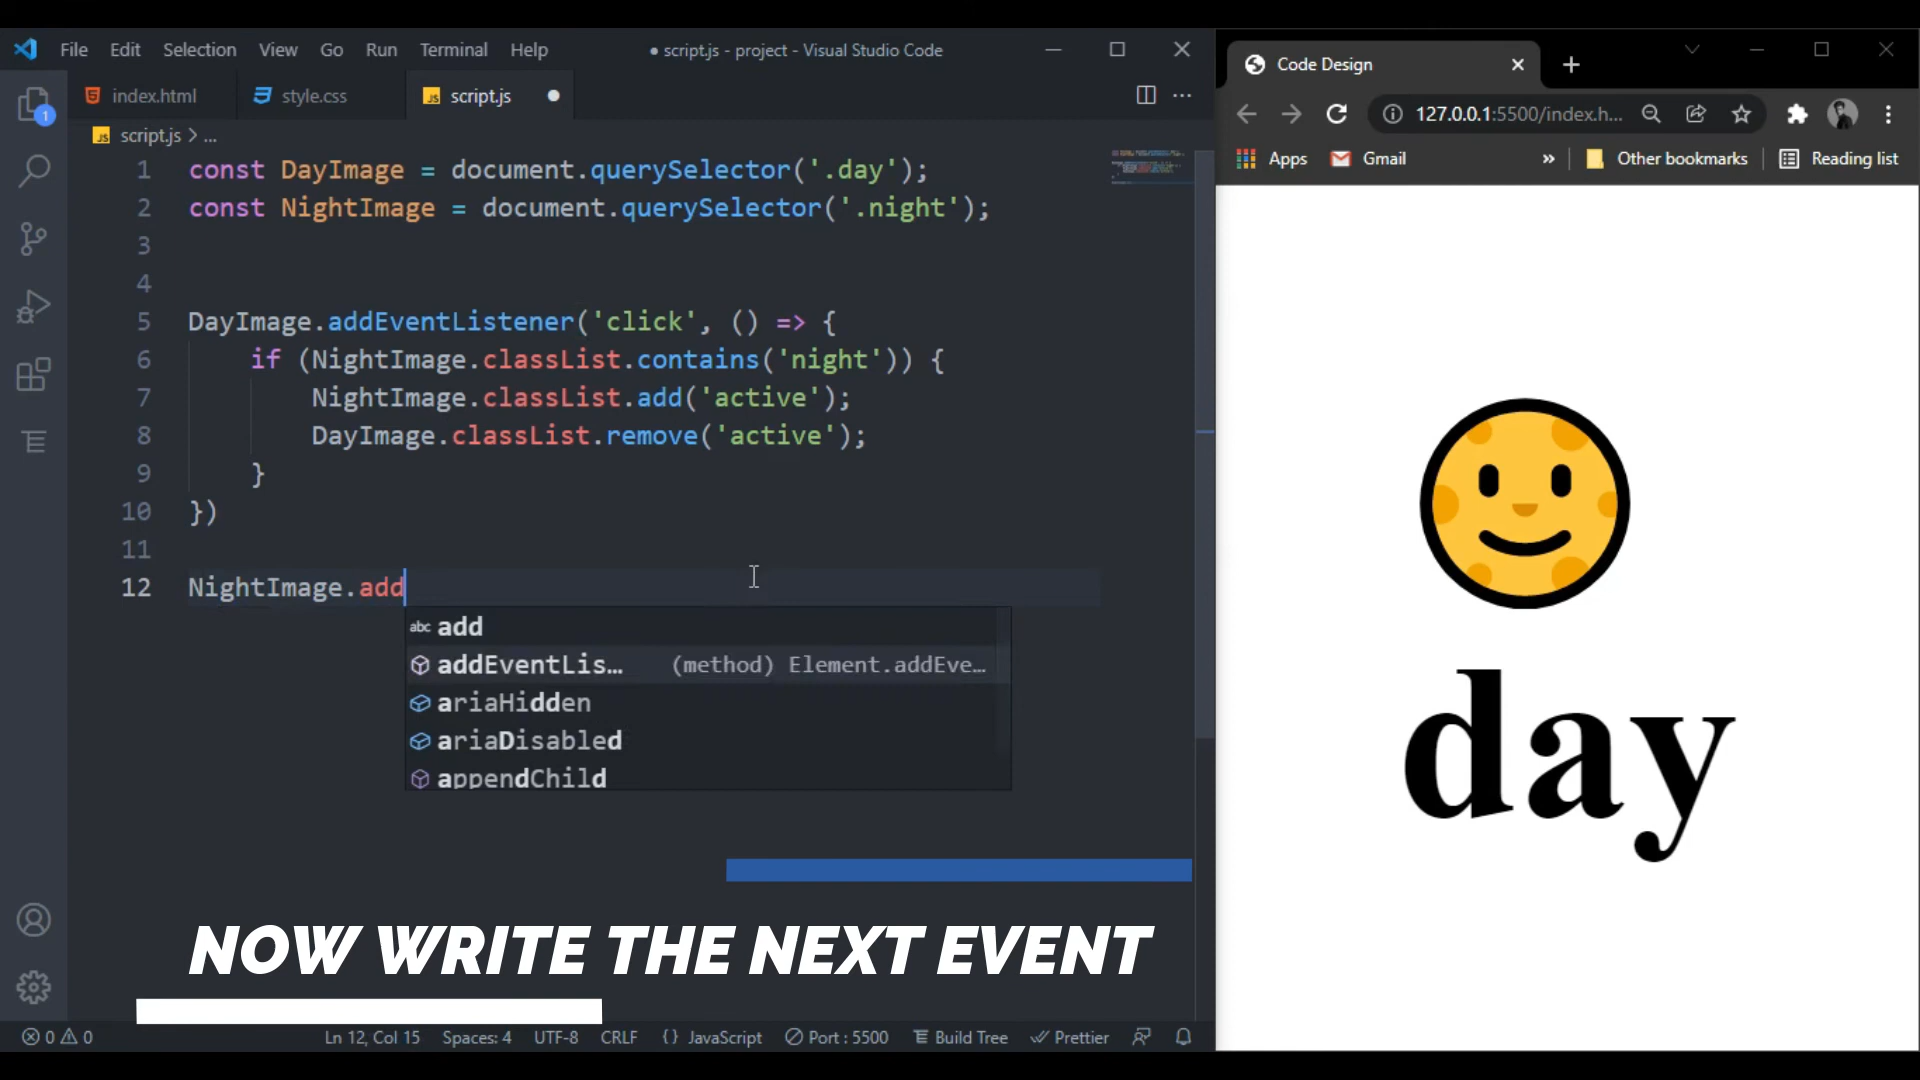 File Edit Selection View Go Run Terminal Help
● script.js - project - Visual Studio Code
index.html style.css script.js
script.js > ...
1 const DayImage = document.querySelector('.day');
2 const NightImage = document.querySelector('.night');
3
4
5 DayImage.addEventListener('click', () => {
6 if (NightImage.classList.contains('night')) {
7 NightImage.classList.add('active');
8 DayImage.classList.remove('active');
9 }
10 })
11
12 NightImage.add
abc add
addEventLis… (method) Element.addEve…
ariaHidden
ariaDisabled
appendChild
NOW WRITE THE NEXT EVENT
1
0 0
Ln 12, Col 15 Spaces: 4 UTF-8 CRLF {} JavaScript Port : 5500 Build Tree Prettier
Code Design
127.0.0.1:5500/index.h...
Apps Gmail » Other bookmarks Reading list
day